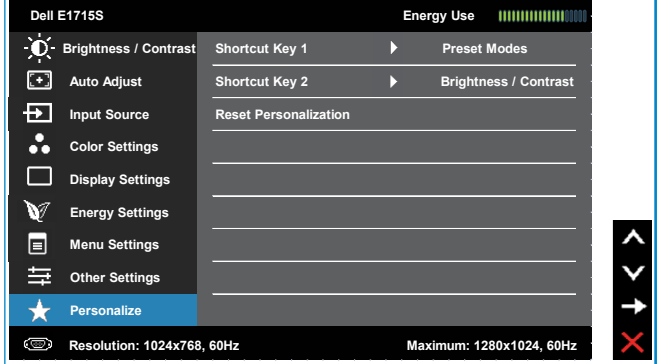 Dell E1715S Energy Use
Brightness / Contrast Shortcut Key 1 Preset Modes
Auto Adjust Shortcut Key 2 Brightness / Contrast
Input Source Reset Personalization
Color Settings
Display Settings
Energy Settings
Menu Settings
Other Settings
Personalize
Resolution: 1024x768, 60Hz Maximum: 1280x1024, 60Hz